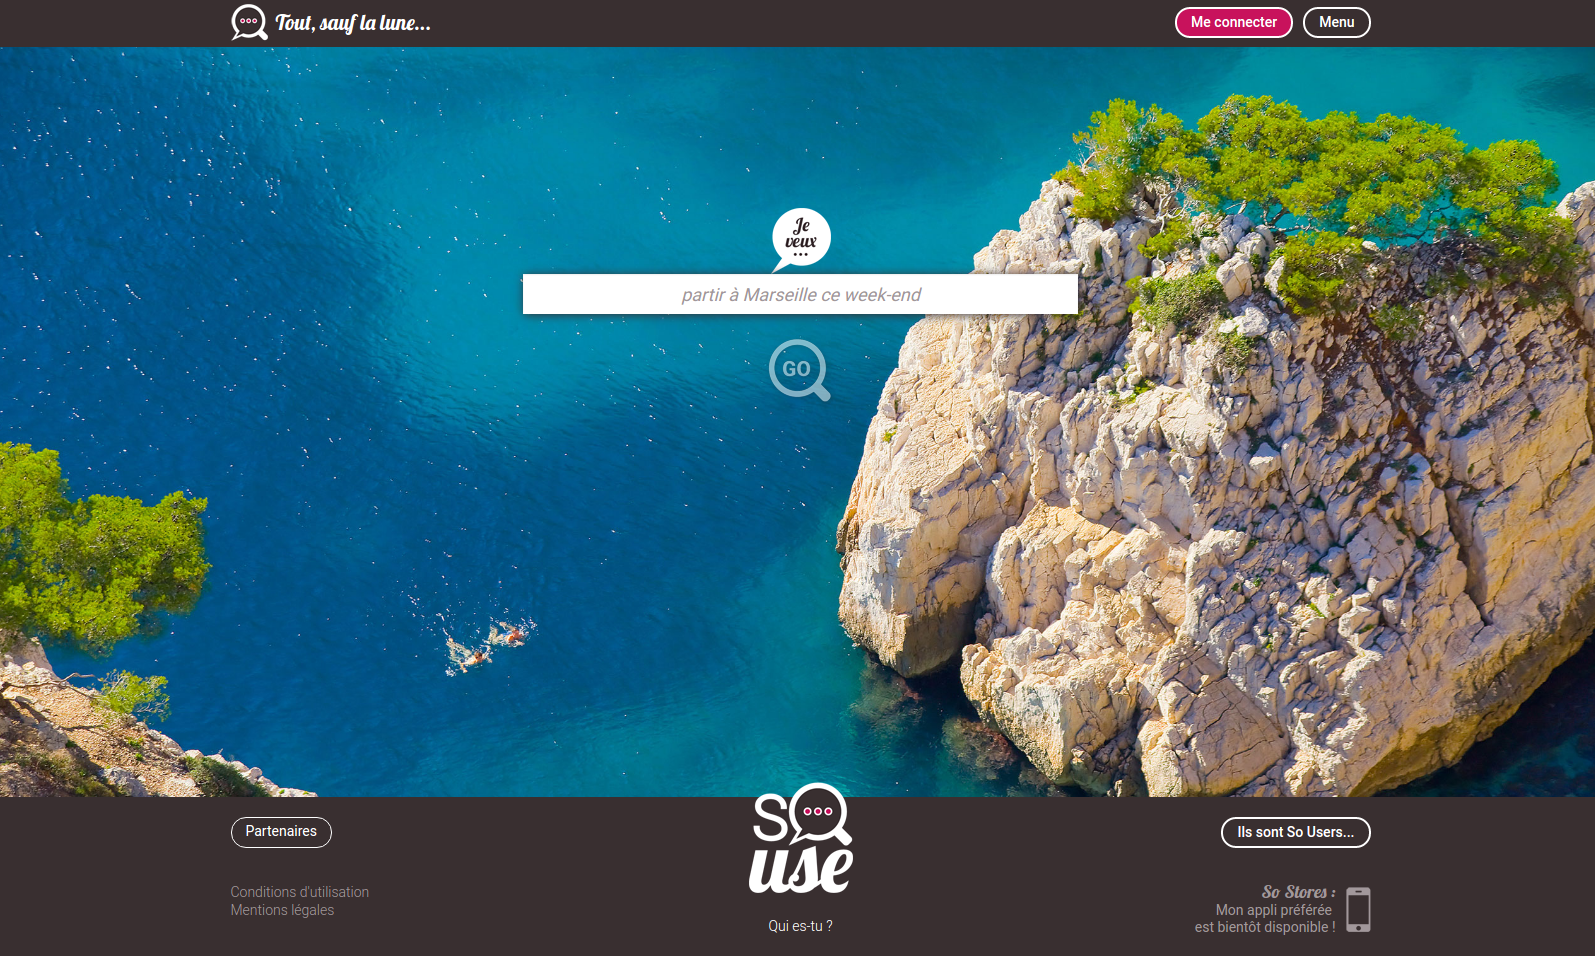 Tout, sauf la lune...
Me connecter
Menu
Je
veux
...
partir à Marseille ce week-end
GO
Partenaires
So
use
Ils sont So Users...
Conditions d'utilisation
Mentions légales
Qui es-tu ?
So Stores :
Mon appli préférée
est bientôt disponible !